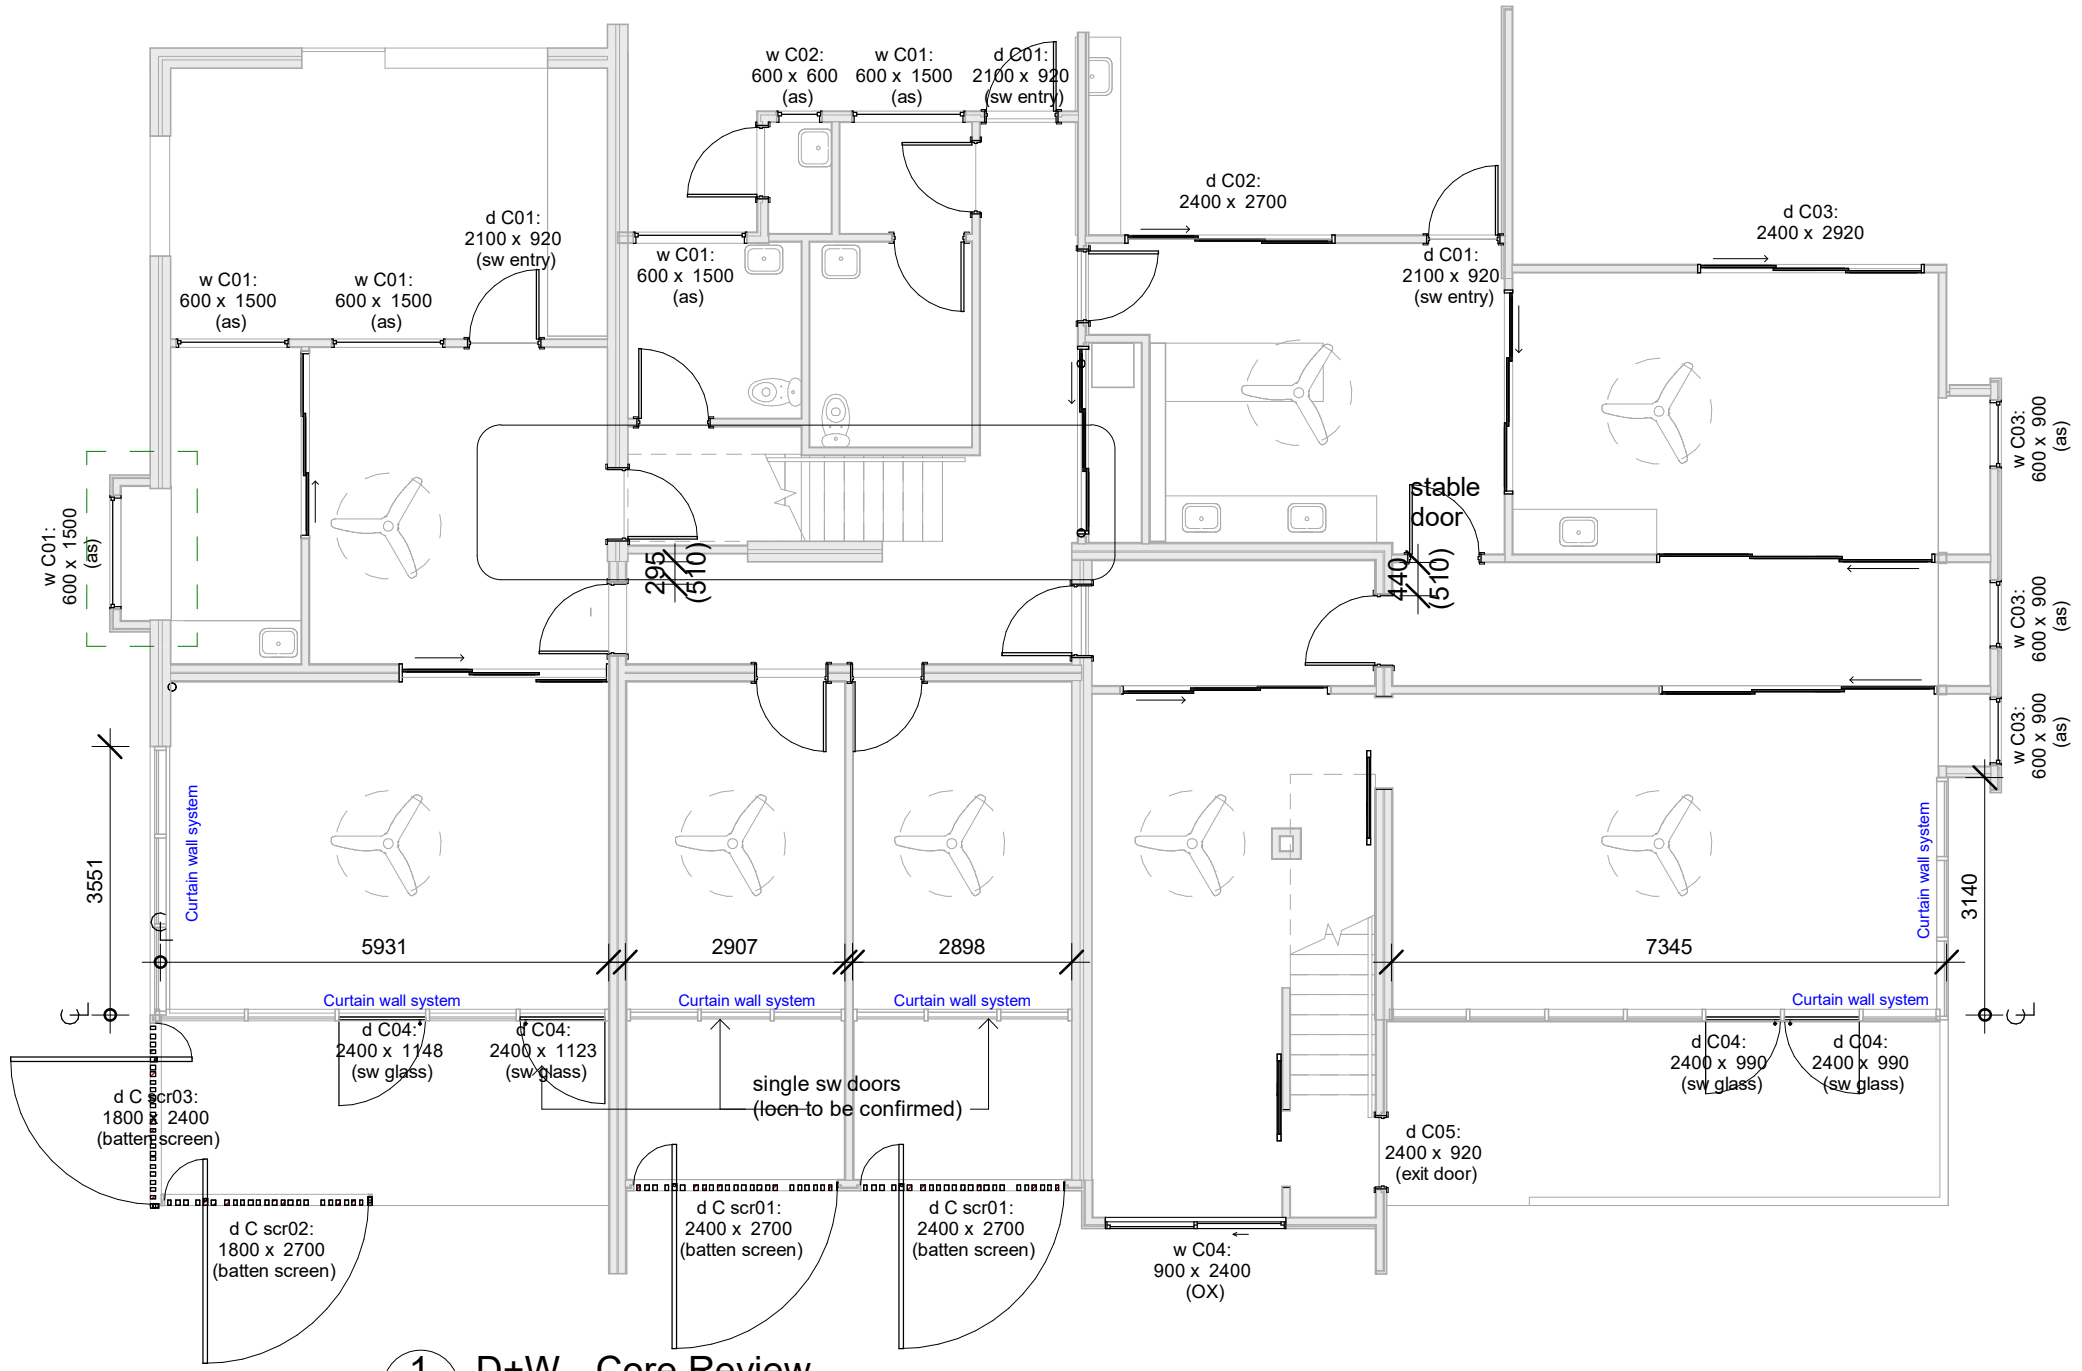 w C02:
600 x 600
(as)
w C01:
600 x 1500
(as)
d C01:
2100 x 920
(sw entry)
d C02:
2400 x 2700
d C03:
2400 x 2920
d C01:
2100 x 920
(sw entry)
w C01:
600 x 1500
(as)
w C01:
600 x 1500
(as)
w C01:
600 x 1500
(as)
d C01:
2100 x 920
(sw entry)
w C03:
600 x 900
(as)
stable
door
w C01:
600 x 1500
(as)
295
(510)
440
(510)
w C03:
600 x 900
(as)
w C03:
600 x 900
(as)
Curtain wall system
3551
Curtain wall system
3140
5931
2907
2898
7345
Curtain wall system
Curtain wall system
Curtain wall system
Curtain wall system
d C04:
2400 x 1148
(sw glass)
d C04:
2400 x 1123
(sw glass)
d C04:
2400 x 990
(sw glass)
d C04:
2400 x 990
(sw glass)
single sw doors
(locn to be confirmed)
d C scr03:
1800 x 2400
(batten screen)
d C05:
2400 x 920
(exit door)
d C scr02:
1800 x 2700
(batten screen)
d C scr01:
2400 x 2700
(batten screen)
d C scr01:
2400 x 2700
(batten screen)
w C04:
900 x 2400
(OX)
1
D+W - Core Review